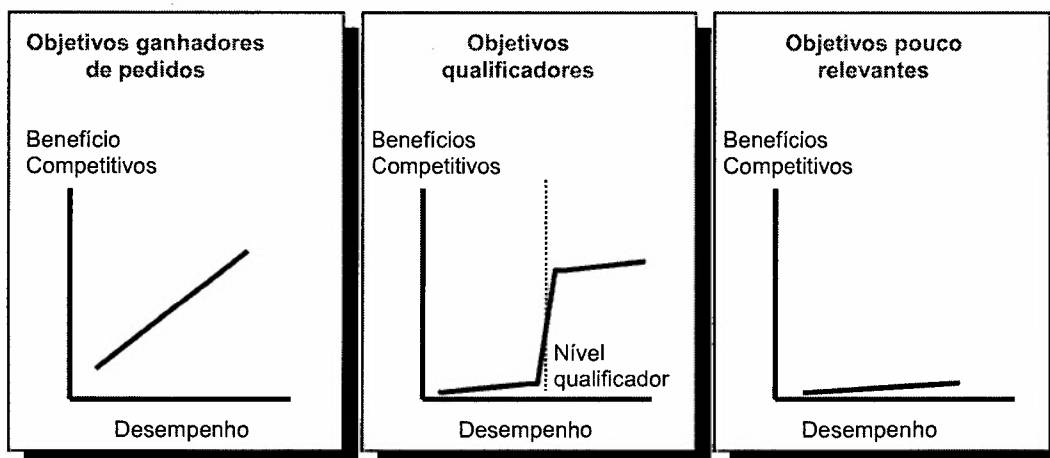 Objetivos ganhadores
de pedidos
Benefício
Competitivos
Desempenho
Objetivos
qualificadores
Benefícios
Competitivos
Nível
qualificador
Desempenho
Objetivos pouco
relevantes
Benefícios
Competitivos
Desempenho